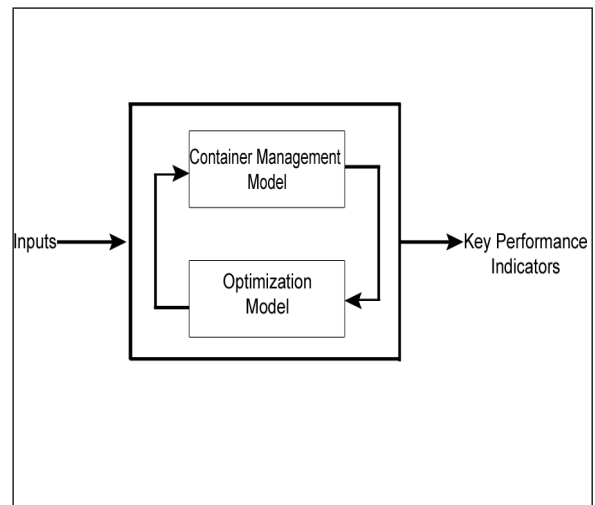 Container Management
Model
Inputs
Key Performance
Indicators
Optimization
Model